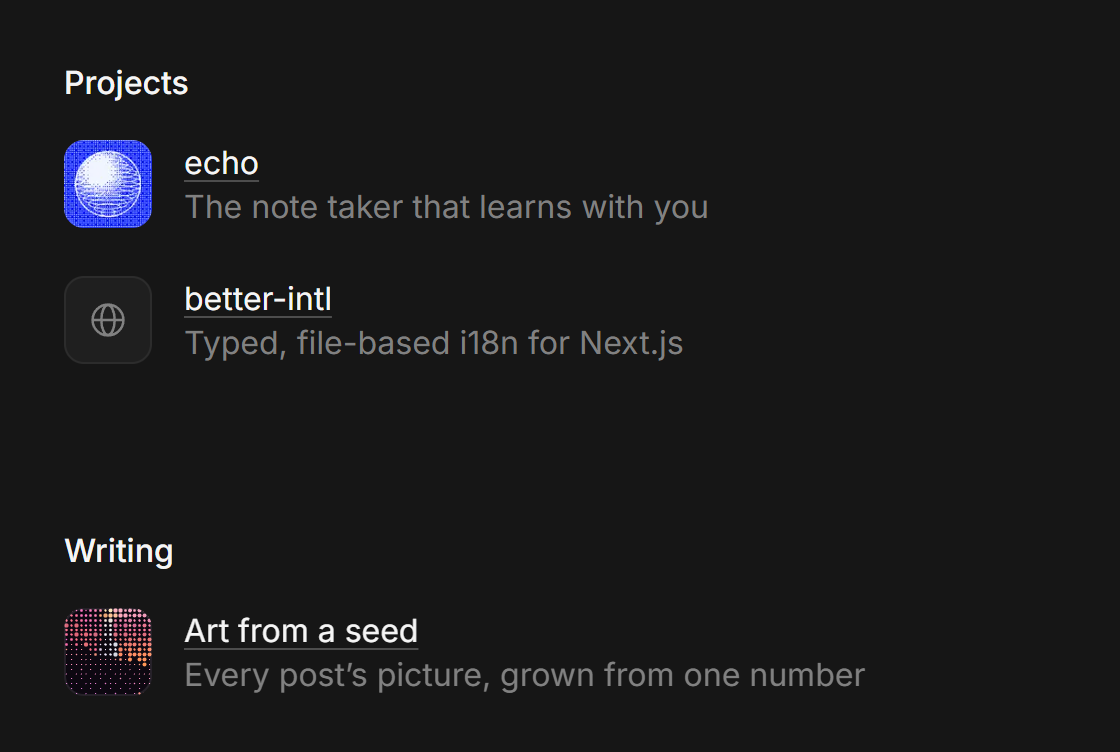 Projects
echo
The note taker that learns with you
better-intl
Typed, file-based i18n for Next.js
Writing
Art from a seed
Every post’s picture, grown from one number